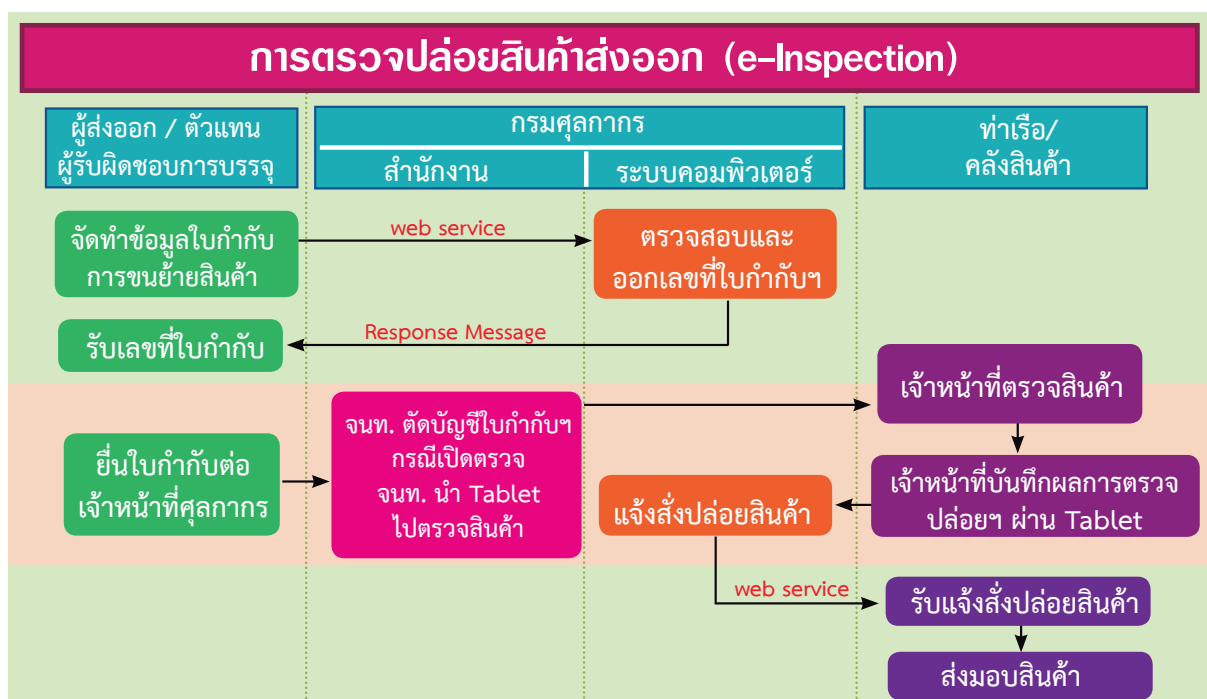 การตรวจปล่อยสินค้าส่งออก (e-Inspection)
ผู้ส่งออก / ตัวแทน
ผู้รับผิดชอบการบรรจุ
กรมศุลกากร
สำนักงาน
ระบบคอมพิวเตอร์
ท่าเรือ/
คลังสินค้า
จัดทำข้อมูลใบกำกับ
การขนย้ายสินค้า
web service
ตรวจสอบและ
ออกเลขที่ใบกำกับฯ
Response Message
รับเลขที่ใบกำกับ
ยื่นใบกำกับต่อ
เจ้าหน้าที่ศุลกากร
จนท. ตัดบัญชีใบกำกับฯ
กรณีเปิดตรวจ
จนท. นำ Tablet
ไปตรวจสินค้า
เจ้าหน้าที่ตรวจสินค้า
เจ้าหน้าที่บันทึกผลการตรวจ
ปล่อยฯ ผ่าน Tablet
แจ้งสั่งปล่อยสินค้า
web service
รับแจ้งสั่งปล่อยสินค้า
ส่งมอบสินค้า